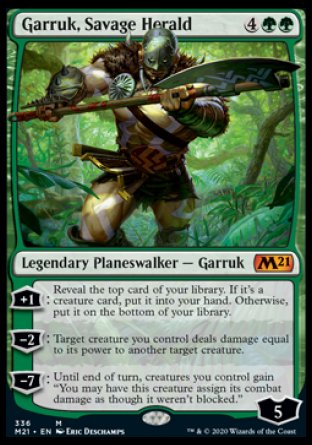 Garruk, Savage Herald 4
Legendary Planeswalker — Garruk M21
+1: Reveal the top card of your library. If it's a
creature card, put it into your hand. Otherwise,
put it on the bottom of your library.
−2: Target creature you control deals damage equal
to its power to another target creature.
−7: Until end of turn, creatures you control gain
"You may have this creature assign its combat
damage as though it weren't blocked."
5
336 M
M21 • EN Eric Deschamps
™ & © 2020 Wizards of the Coast